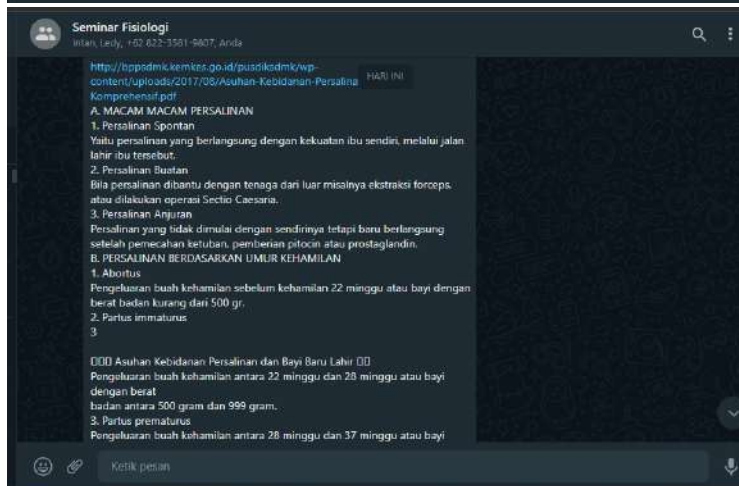 Seminar Fisiologi
Intan, Ledy, +62 822-3581-9607, Anda
http://bppsdmk.kemkes.go.id/pusdiksdmk/wp-
content/uploads/2017/08/Asuhan-Kebidanan-Persalina
HARI INI
Komprehensif.pdf
A. MACAM MACAM PERSALINAN
1. Persalinan Spontan
Yaitu persalinan yang berlangsung dengan kekuatan ibu sendiri, melalui jalan
lahir ibu tersebut.
2. Persalinan Buatan
Bila persalinan dibantu dengan tenaga dari luar misalnya ekstraksi forceps,
atau dilakukan operasi Sectio Caesaria.
3. Persalinan Anjuran
Persalinan yang tidak dimulai dengan sendirinya tetapi baru berlangsung
setelah pemecahan ketuban, pemberian pitocin atau prostaglandin.
B. PERSALINAN BERDASARKAN UMUR KEHAMILAN
1. Abortus
Pengeluaran buah kehamilan sebelum kehamilan 22 minggu atau bayi dengan
berat badan kurang dari 500 gr.
2. Partus immaturus
3
Asuhan Kebidanan Persalinan dan Bayi Baru Lahir
Pengeluaran buah kehamilan antara 22 minggu dan 28 minggu atau bayi
dengan berat
badan antara 500 gram dan 999 gram.
3. Partus prematurus
Pengeluaran buah kehamilan antara 28 minggu dan 37 minggu atau bayi
Ketik pesan